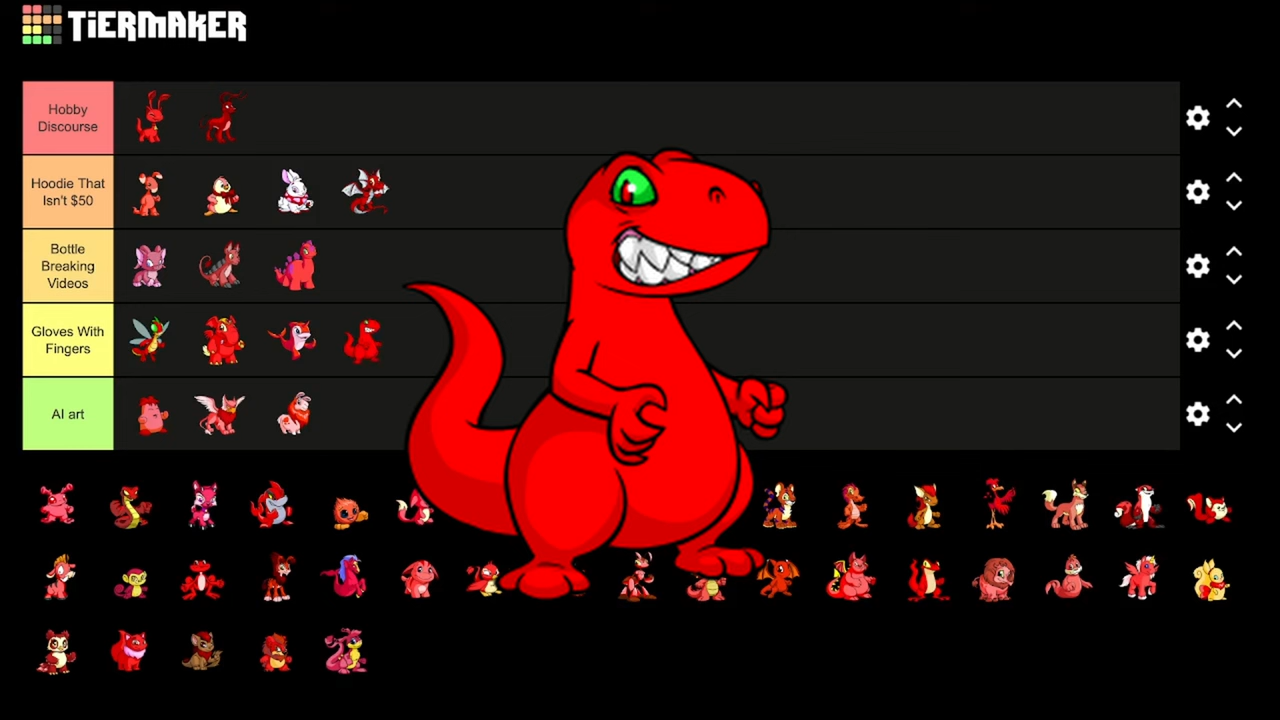 TiERMAKER
Hobby
Discourse
Hoodie That
Isn't $50
Bottle
Breaking
Videos
Gloves With
Fingers
AI art